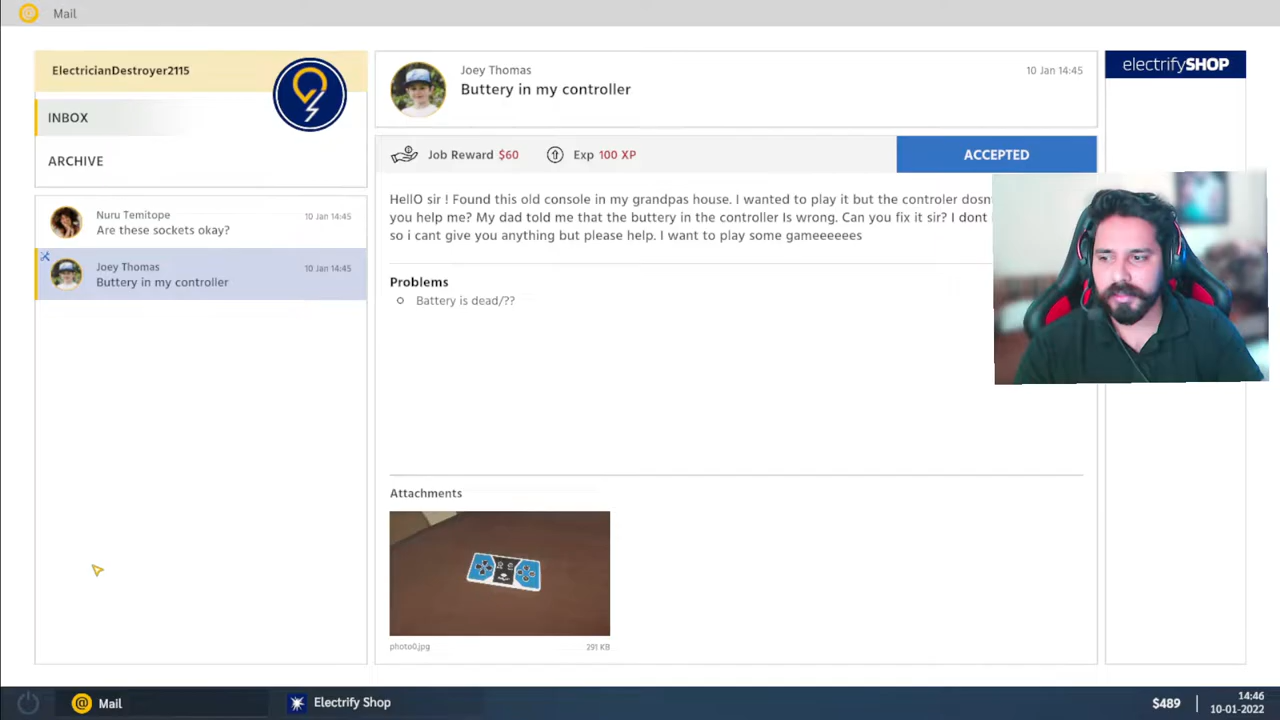 Mail
ElectricianDestroyer2115
INBOX
ARCHIVE
Nuru Temitope
10 Jan 14:45
Are these sockets okay?
Joey Thomas
10 Jan 14:45
Buttery in my controller
Joey Thomas
10 Jan 14:45
Buttery in my controller
Job Reward $60
Exp 100 XP
ACCEPTED
HellO sir ! Found this old console in my grandpas house. I wanted to play it but the controler dosn
you help me? My dad told me that the buttery in the controller Is wrong. Can you fix it sir? I dont
so i cant give you anything but please help. I want to play some gameeeeees
Problems
Battery is dead/??
Attachments
photo0.jpg
291 KB
electrifySHOP
Mail
Electrify Shop
$489
14:46
10-01-2022